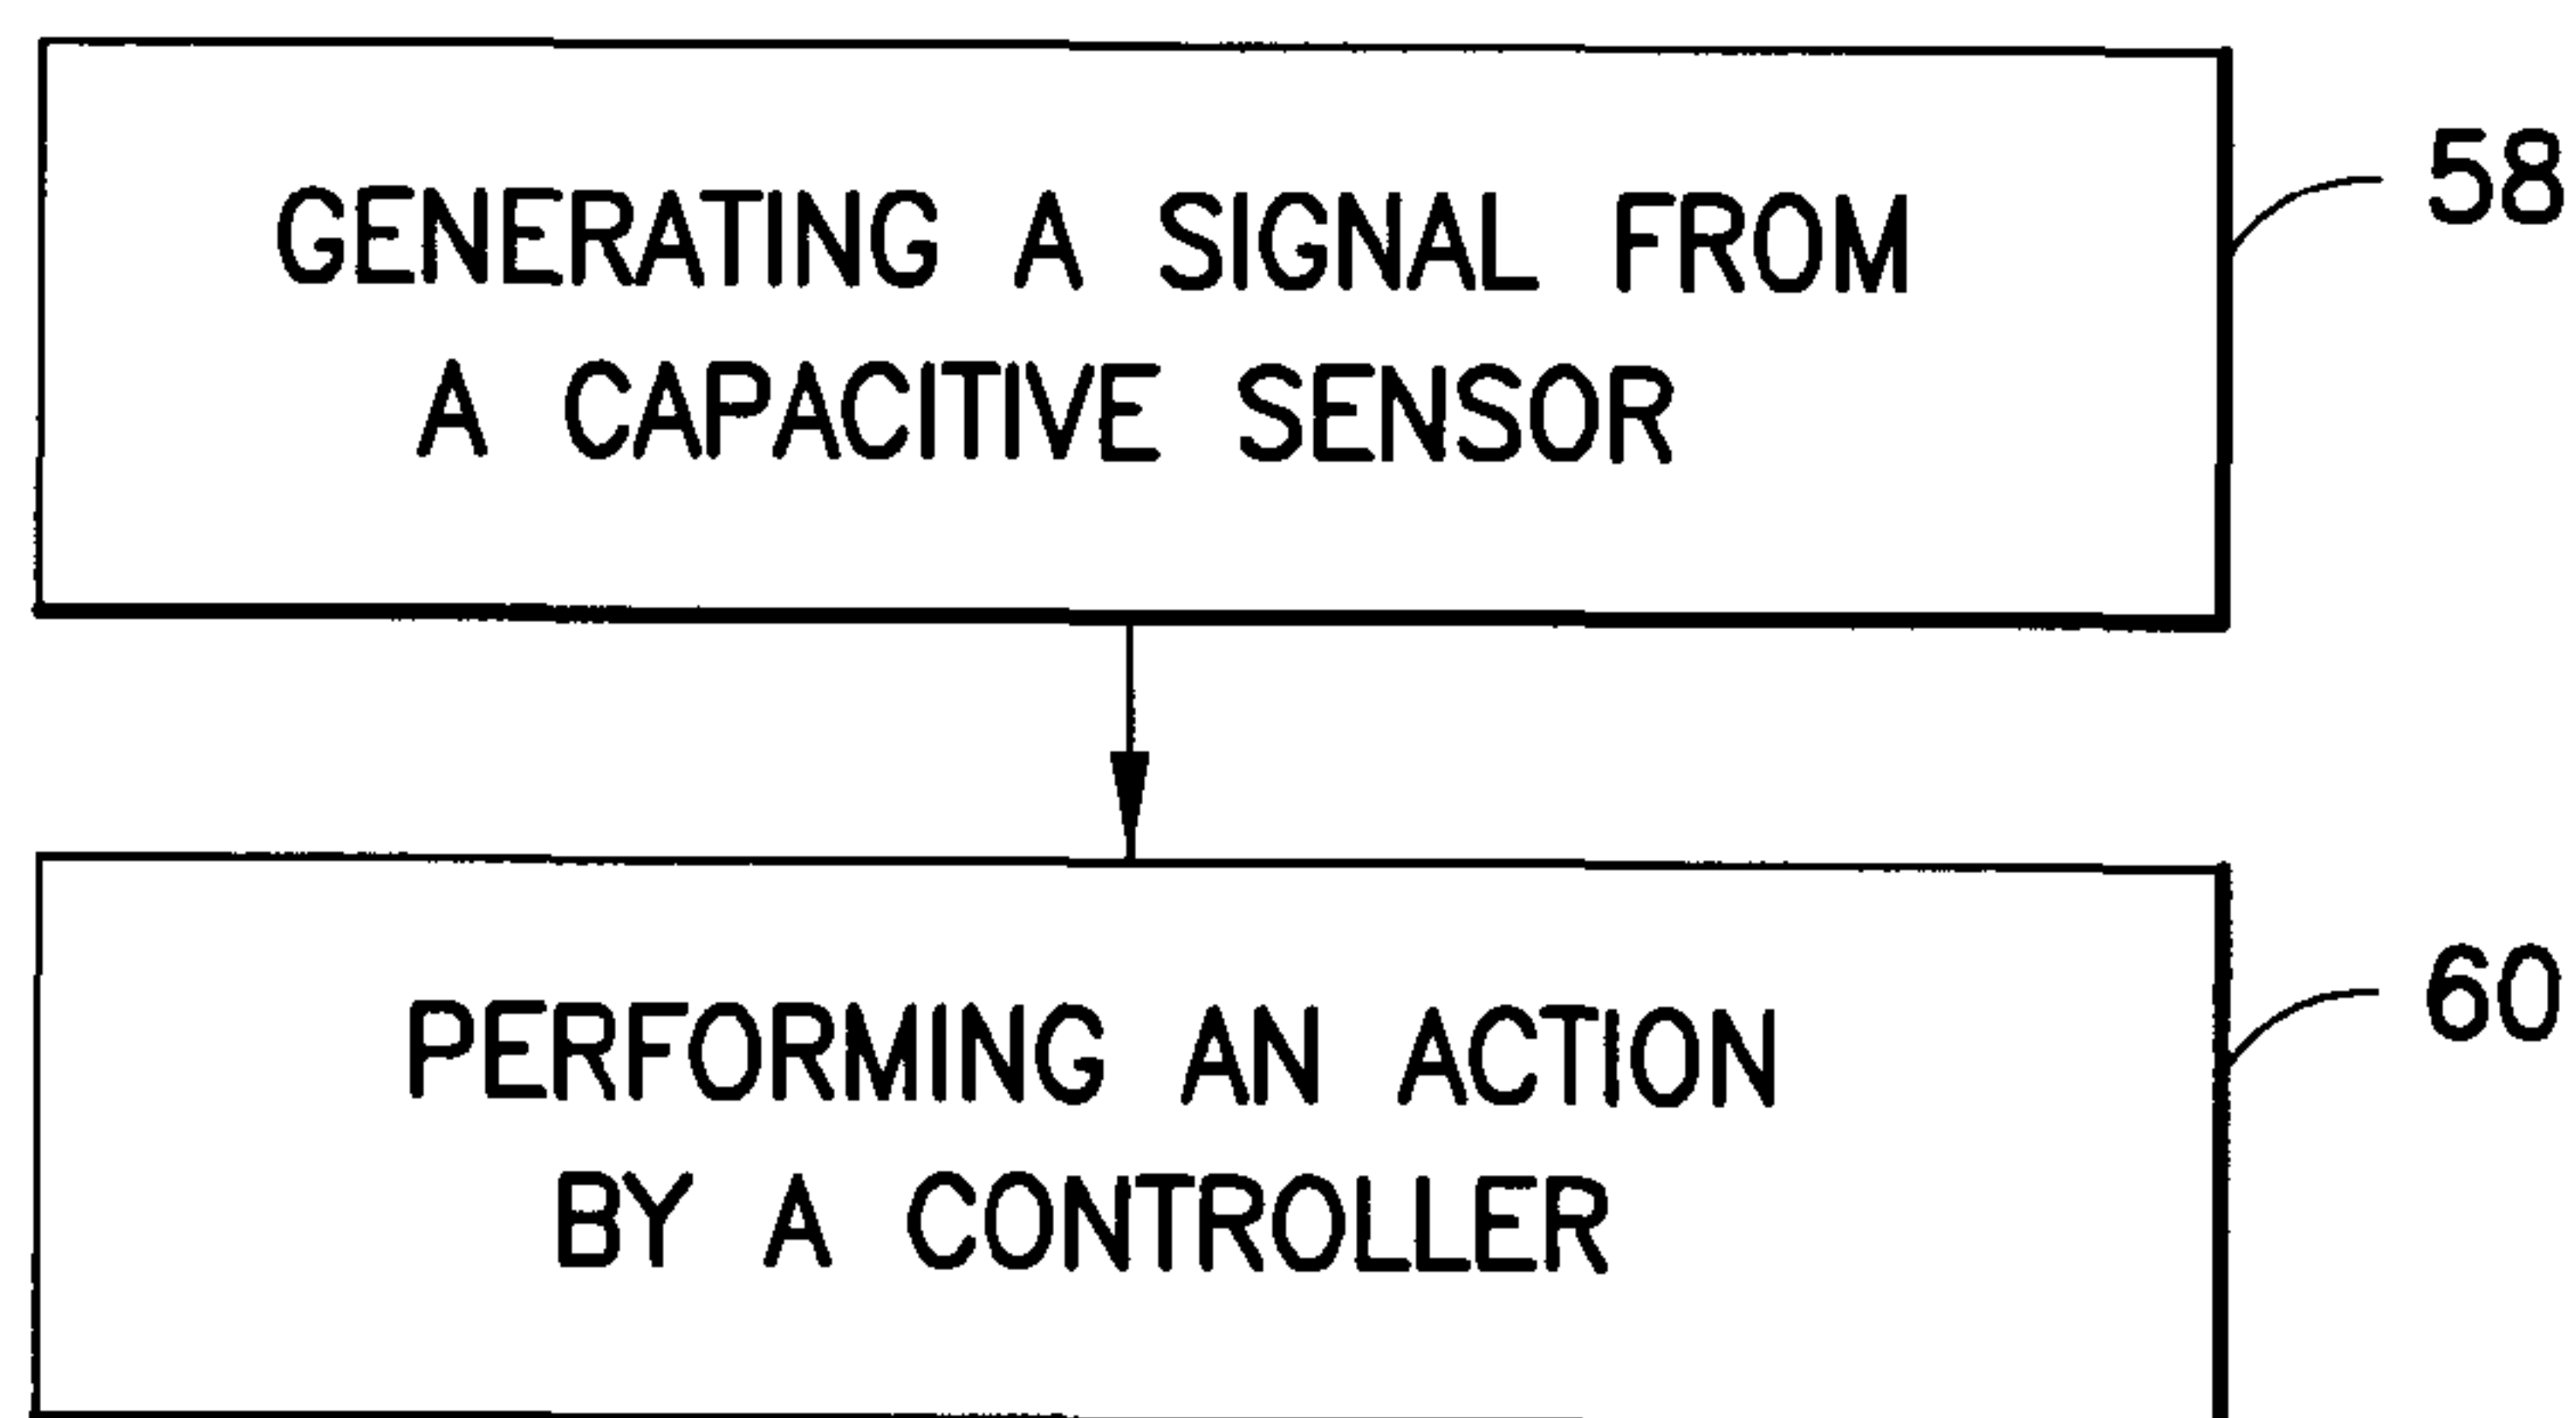 GENERATING A SIGNAL FROM
A CAPACITIVE SENSOR
58
PERFORMING AN ACTION
BY A CONTROLLER
60